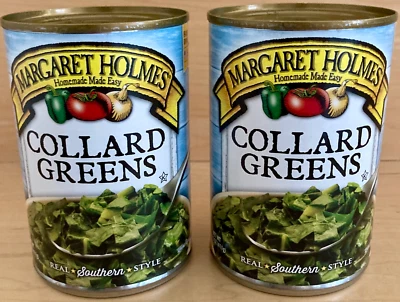 MARGARET HOLMES
Homemade Made Easy
COLLARD
GREENS
REAL ★ Southern ★ STYLE
MARGARET HOLMES
Homemade Made Easy
COLLARD
GREENS
REAL ★ Southern ★ STYLE